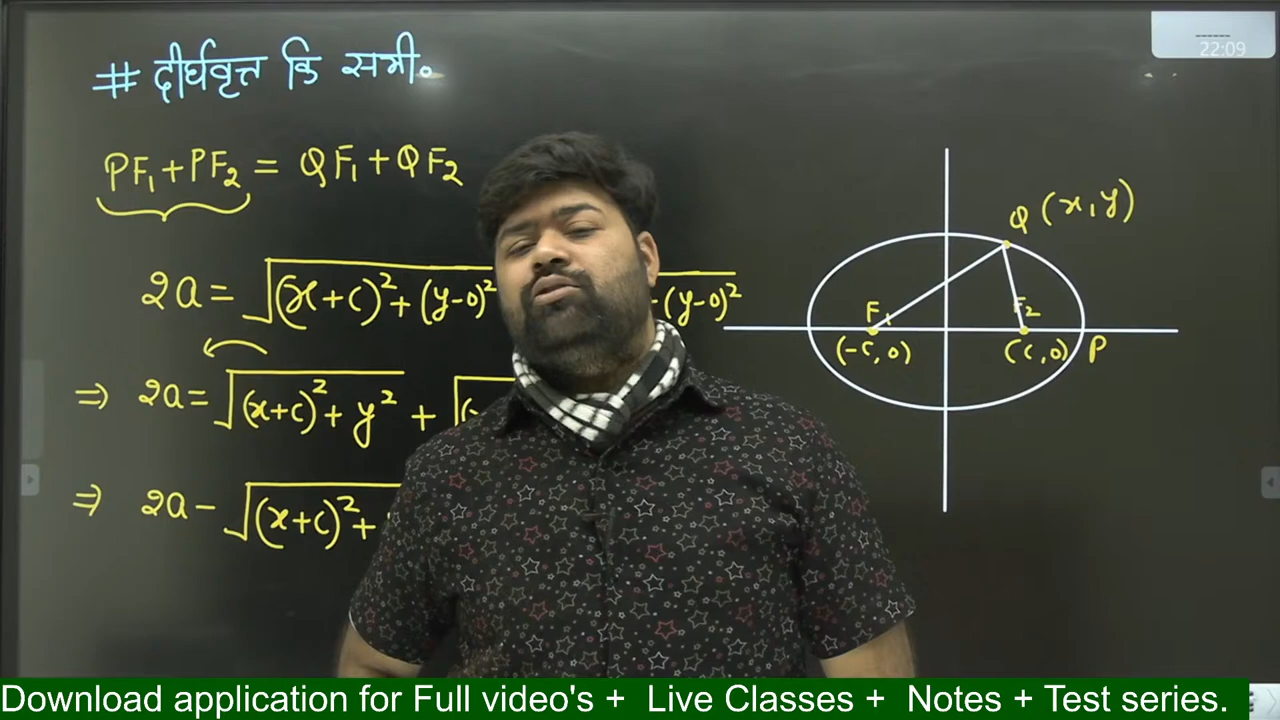 22:09
# दीर्घवृत्त कि समी॰
PF₁+PF₂ = QF₁+QF₂
Q (x,y)
2a = √(x+c)²+(y-0)² -(y-0)²
F₁ F₂
(-c,0) (c,0) P
⇒ 2a = √(x+c)²+y² + √
⇒ 2a - √(x+c)²+
Download application for Full video's + Live Classes + Notes + Test series.